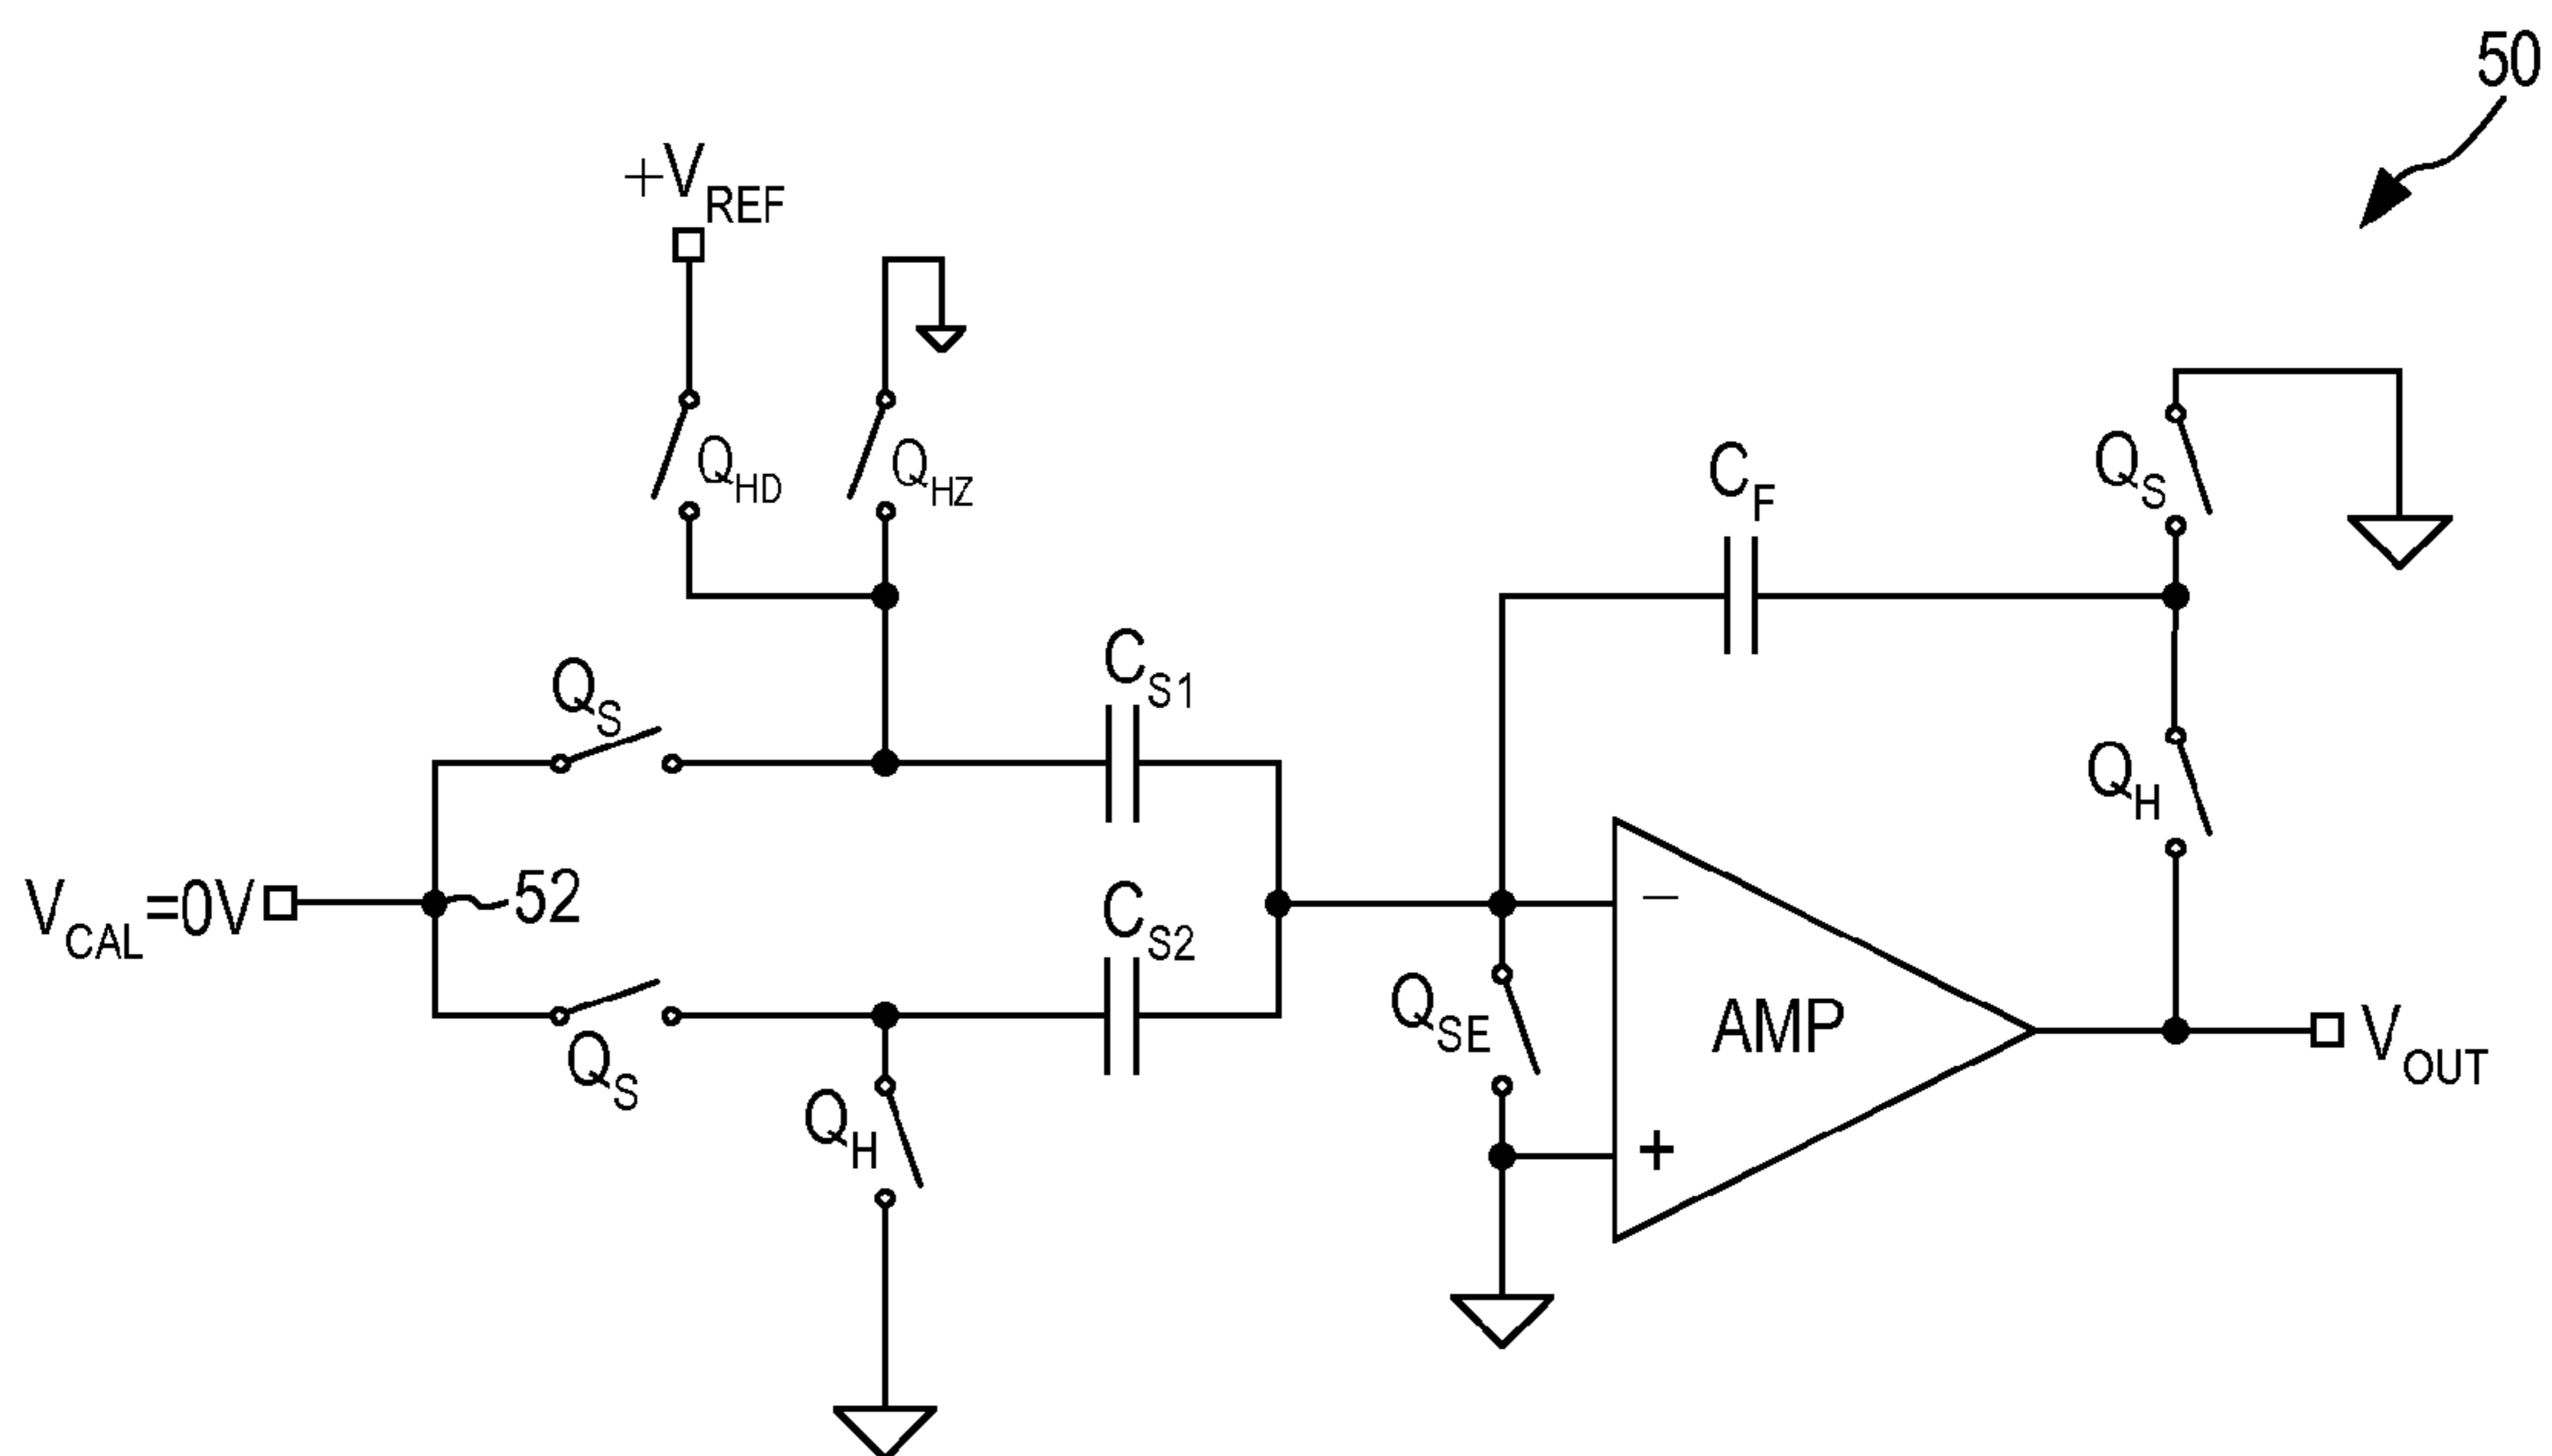 50
+VREF
QHD
QHZ
QS
CF
QS
CS1
QH
VCAL=0V
52
CS2
QSE
AMP
−
+
VOUT
QS
QH